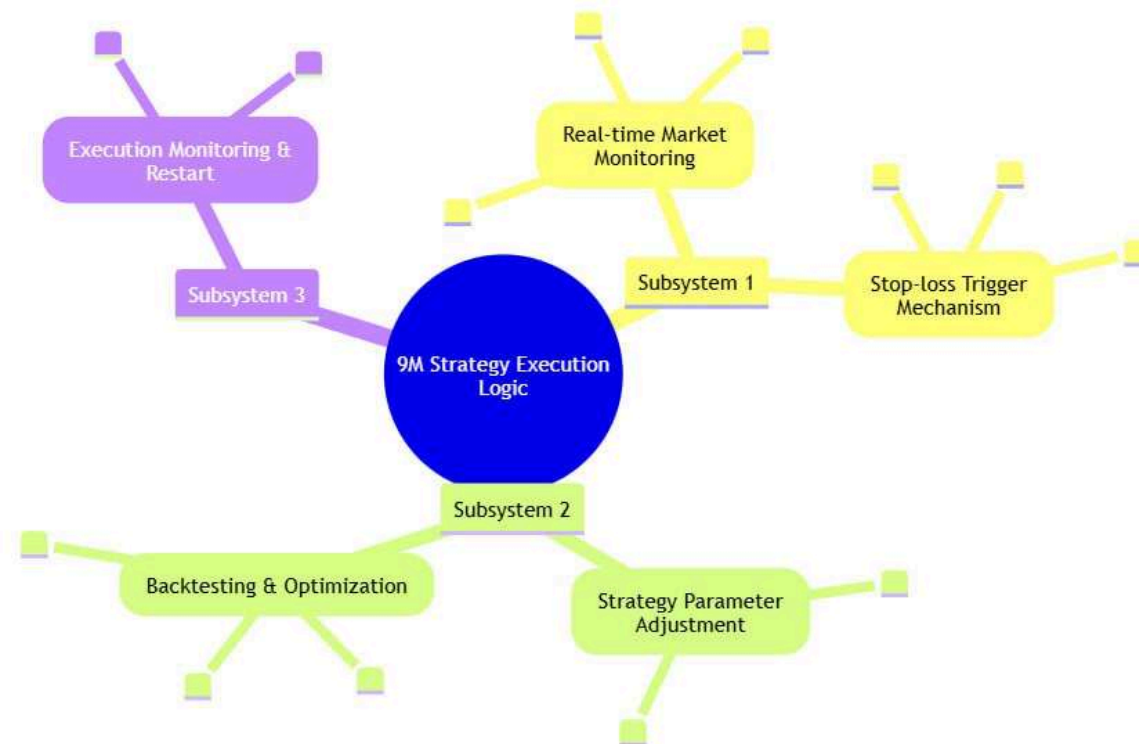 Execution Monitoring &
Restart
Real-time Market
Monitoring
Subsystem 3
Subsystem 1
Stop-loss Trigger
Mechanism
9M Strategy Execution
Logic
Subsystem 2
Backtesting & Optimization
Strategy Parameter
Adjustment